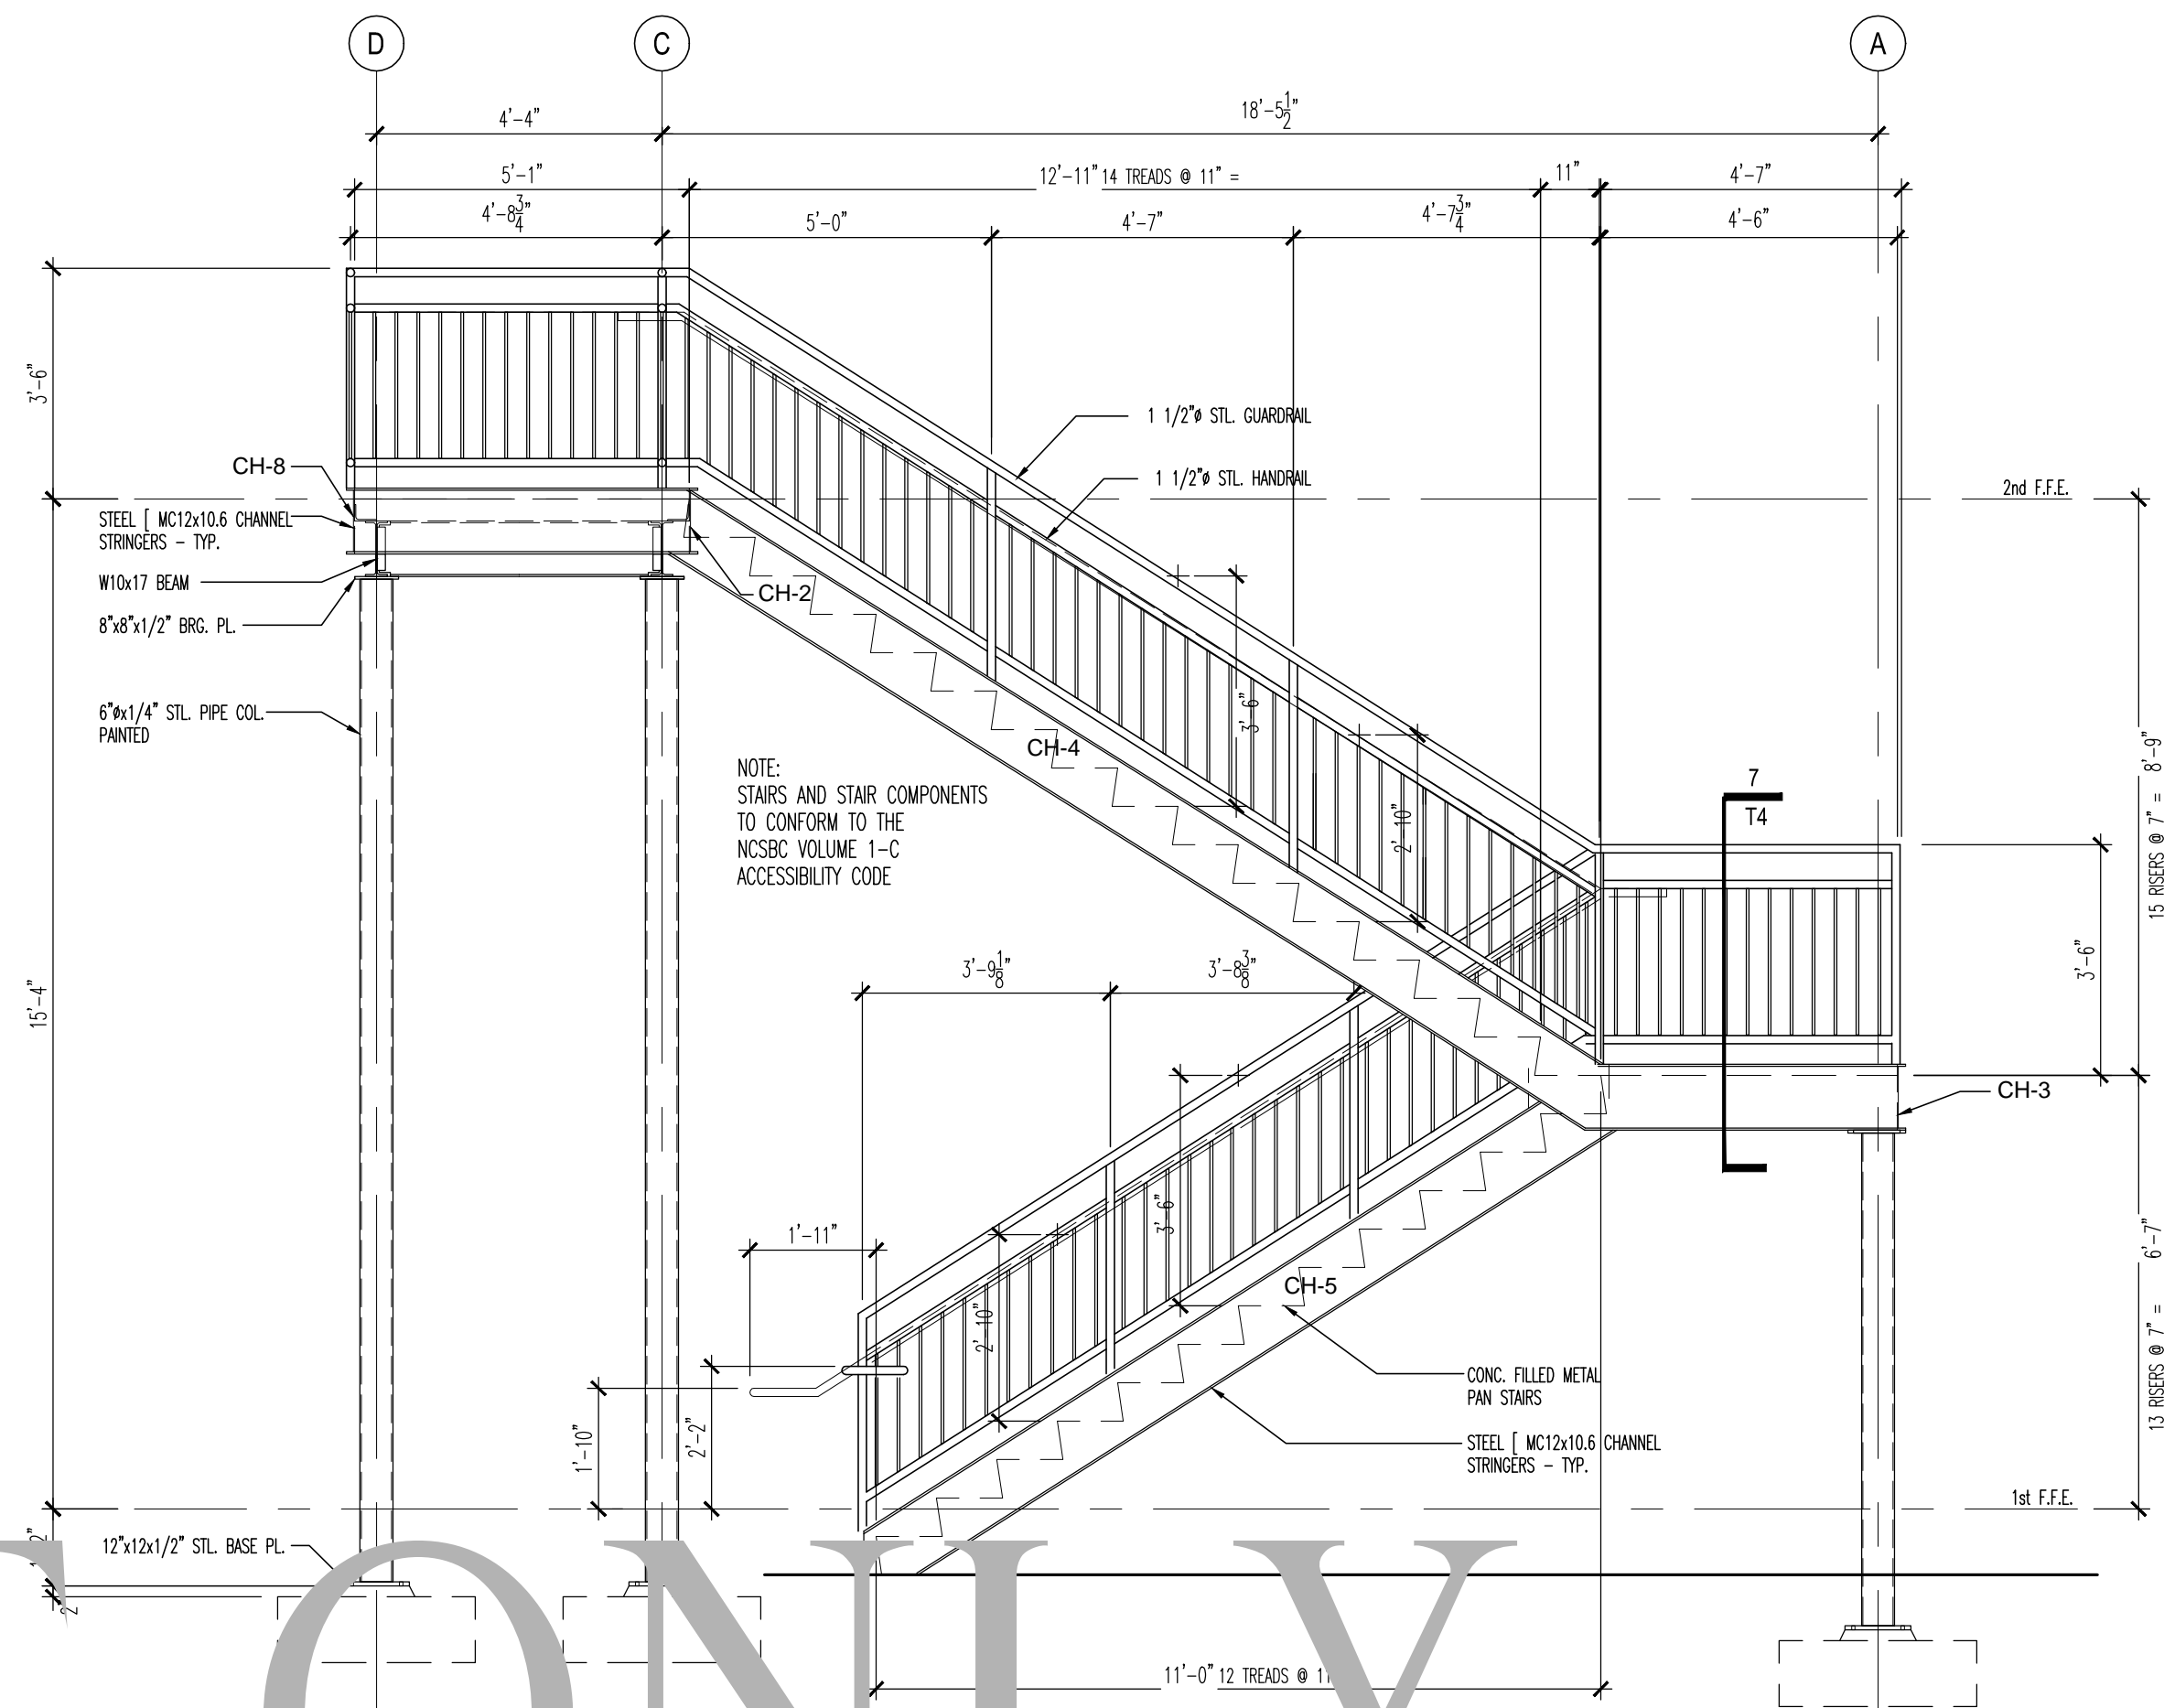 D
C
A
4'-4"
18'-5 1/2"
5'-1"
12'-11" 14 TREADS @ 11" =
11"
4'-7"
4'-8 3/4"
5'-0"
4'-7"
4'-7 3/4"
4'-6"
3'-6"
1 1/2"ø STL. GUARDRAIL
1 1/2"ø STL. HANDRAIL
CH-8
2nd F.F.E.
STEEL [ MC12x10.6 CHANNEL
STRINGERS - TYP.
W10x17 BEAM
CH-2
8"x8"x1/2" BRG. PL.
6"øx1/4" STL. PIPE COL.
PAINTED
3'-6"
CH-4
NOTE:
STAIRS AND STAIR COMPONENTS
TO CONFORM TO THE
NCSBC VOLUME 1-C
ACCESSIBILITY CODE
2'-10"
7
T4
15 RISERS @ 7" = 8'-9"
3'-6"
15'-4"
3'-9 1/8"
3'-8 3/8"
CH-3
1'-11"
3'-6"
6'-7"
13 RISERS @ 7" =
CH-5
2'-10"
CONC. FILLED METAL
PAN STAIRS
1'-10"
2'-2"
STEEL [ MC12x10.6 CHANNEL
STRINGERS - TYP.
1st F.F.E.
12"x12x1/2" STL. BASE PL.
ONLY
11'-0" 12 TREADS @